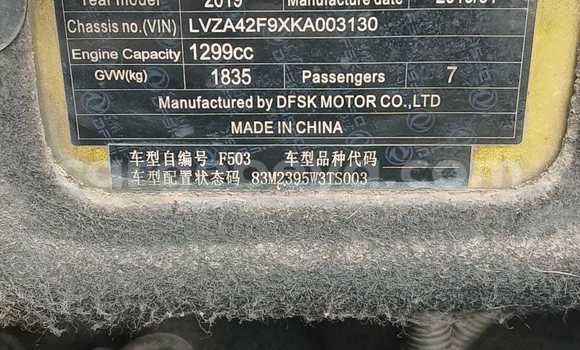 Year model 2019 Manufacture date
Chassis no.(VIN) LVZA42F9XKA003130
Engine Capacity 1299cc
GVW(kg) 1835 Passengers 7
Manufactured by DFSK MOTOR CO.,LTD
MADE IN CHINA
车型自编号 F503 车型品种代码
车型配置状态码 83M2395W3TS003